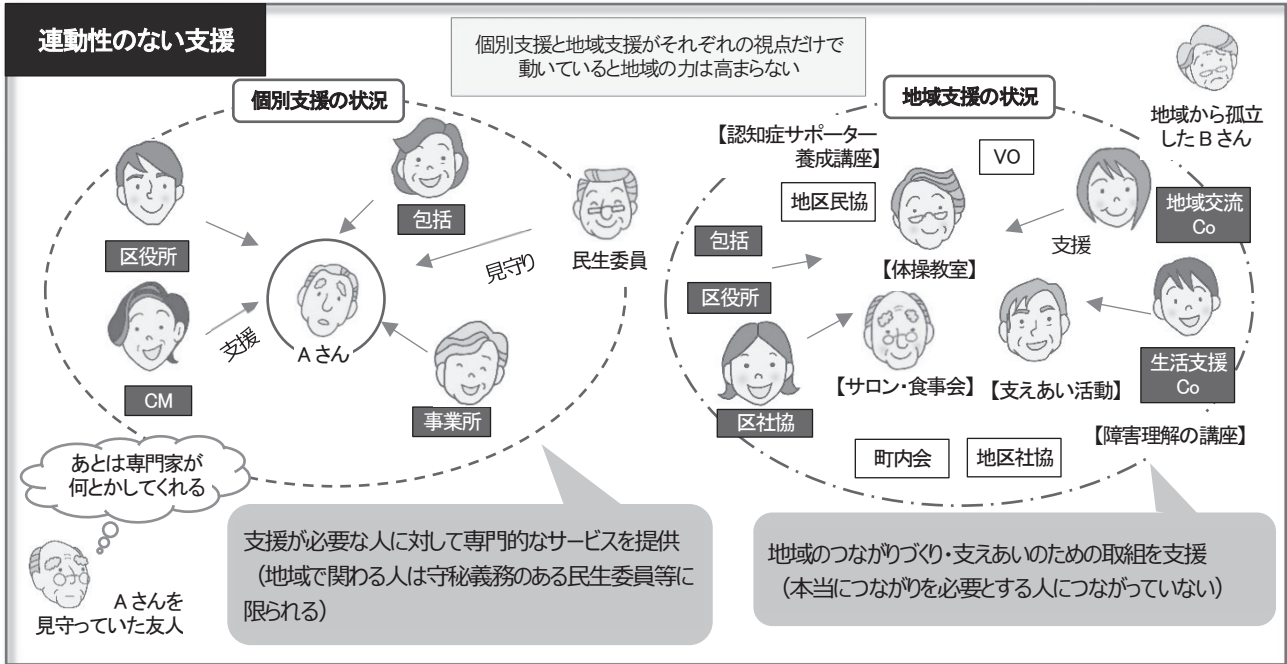 連動性のない支援
個別支援と地域支援がそれぞれの視点だけで
動いていると地域の力は高まらない
個別支援の状況
区役所
包括
民生委員
見守り
CM
支援
Aさん
事業所
あとは専門家が
何とかしてくれる
Aさんを
見守っていた友人
支援が必要な人に対して専門的なサービスを提供
（地域で関わる人は守秘義務のある民生委員等に
限られる）
地域支援の状況
地域から孤立
したBさん
【認知症サポーター
養成講座】
VO
地区民協
地域交流
Co
包括
支援
【体操教室】
区役所
生活支援
Co
【サロン・食事会】
【支えあい活動】
区社協
【障害理解の講座】
町内会
地区社協
地域のつながりづくり・支えあいのための取組を支援
（本当につながりを必要とする人につながっていない）